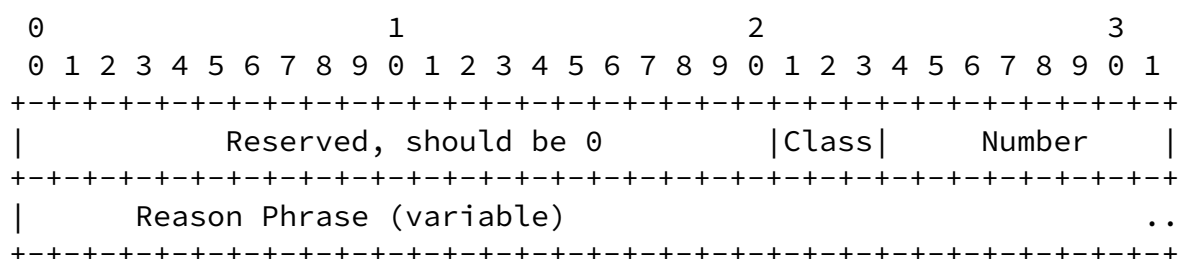 0                   1                   2                   3
 0 1 2 3 4 5 6 7 8 9 0 1 2 3 4 5 6 7 8 9 0 1 2 3 4 5 6 7 8 9 0 1
+-+-+-+-+-+-+-+-+-+-+-+-+-+-+-+-+-+-+-+-+-+-+-+-+-+-+-+-+-+-+-+-+
|           Reserved, should be 0         |Class|     Number    |
+-+-+-+-+-+-+-+-+-+-+-+-+-+-+-+-+-+-+-+-+-+-+-+-+-+-+-+-+-+-+-+-+
|      Reason Phrase (variable)                                ..
+-+-+-+-+-+-+-+-+-+-+-+-+-+-+-+-+-+-+-+-+-+-+-+-+-+-+-+-+-+-+-+-+